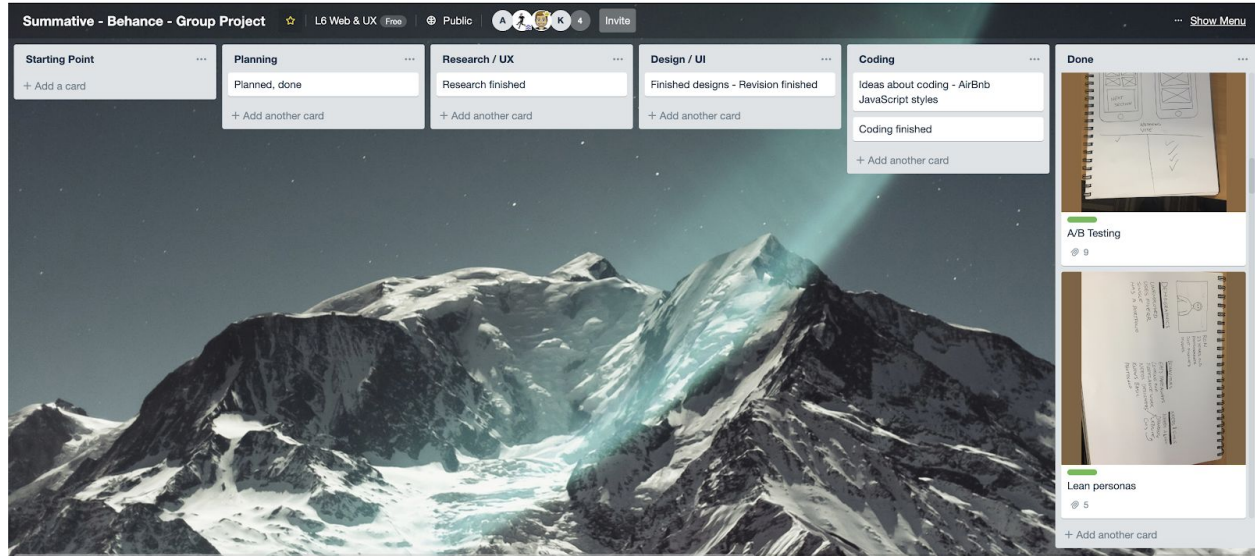 Summative - Behance - Group Project
L6 Web & UX Free
Public
A K 4
Invite
··· Show Menu
Starting Point
+ Add a card
Planning
Planned, done
+ Add another card
Research / UX
Research finished
+ Add another card
Design / UI
Finished designs - Revision finished
+ Add another card
Coding
Ideas about coding - AirBnb
JavaScript styles
Coding finished
+ Add another card
Done
A/B Testing
9
DEMOGRAPHICS
Lean personas
5
+ Add another card